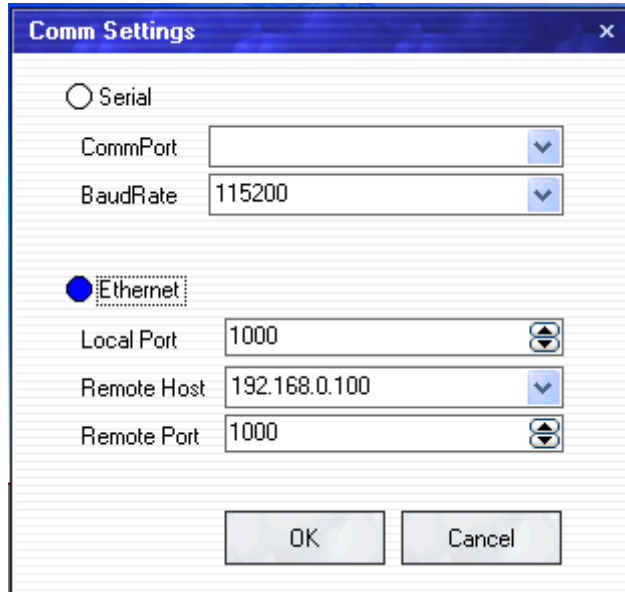 Comm Settings
Serial
CommPort
BaudRate 115200
Ethernet
Local Port 1000
Remote Host 192.168.0.100
Remote Port 1000
OK Cancel